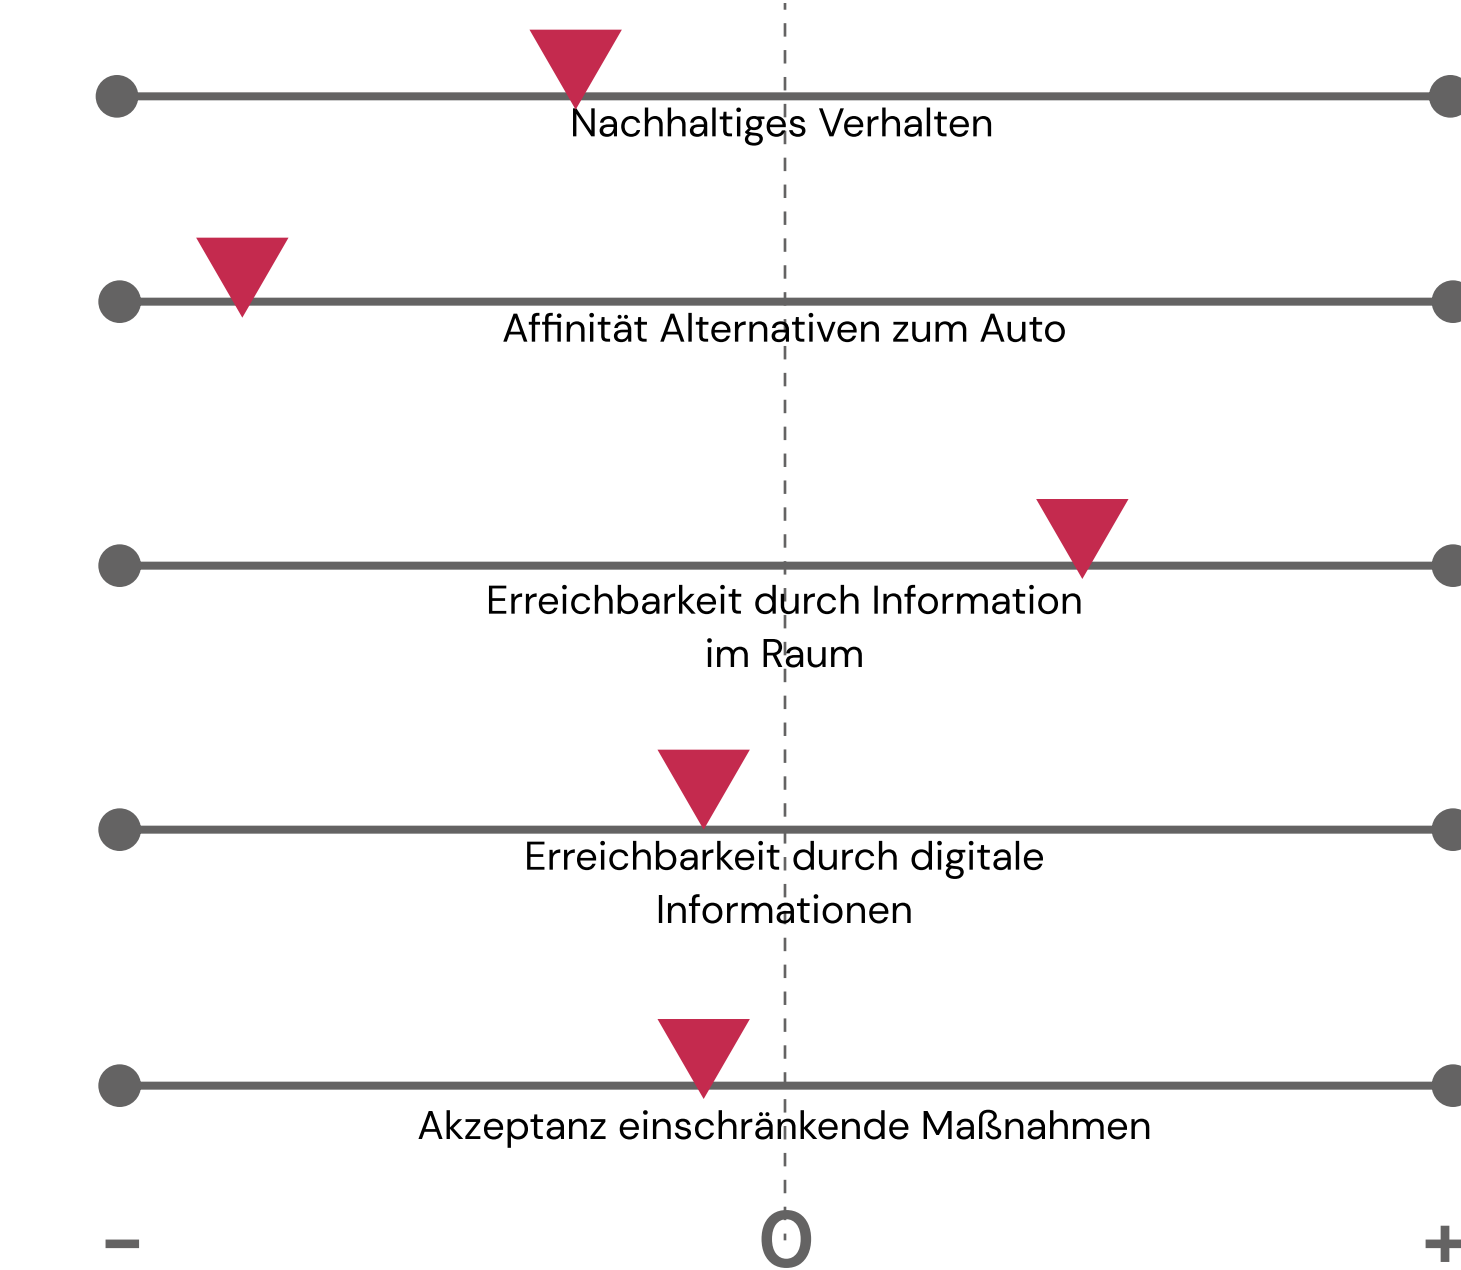 Nachhaltiges Verhalten
Affinität Alternativen zum Auto
Erreichbarkeit durch Information
im Raum
Erreichbarkeit durch digitale
Informationen
Akzeptanz einschränkende Maßnahmen
- 0 +